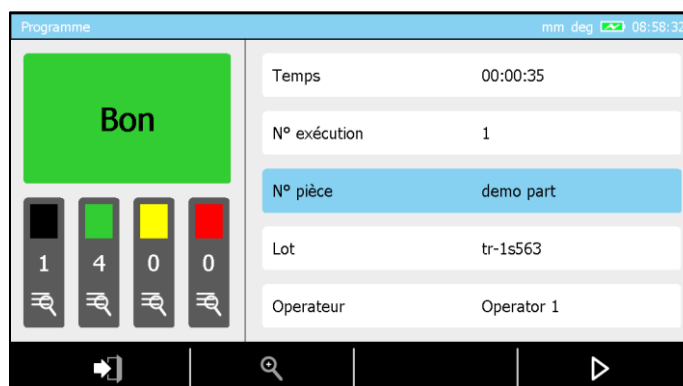 Programme mm deg 08:58:32
Bon
1 4 0 0
Temps 00:00:35
N° exécution 1
N° pièce demo part
Lot tr-1s563
Operateur Operator 1